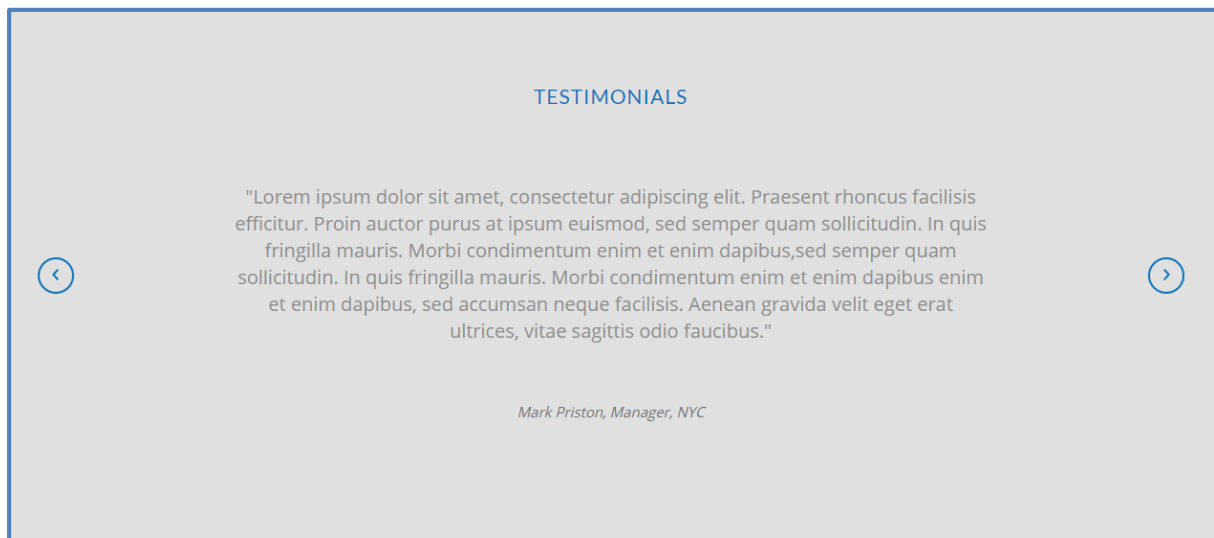 TESTIMONIALS
"Lorem ipsum dolor sit amet, consectetur adipiscing elit. Praesent rhoncus facilisis
efficitur. Proin auctor purus at ipsum euismod, sed semper quam sollicitudin. In quis
fringilla mauris. Morbi condimentum enim et enim dapibus,sed semper quam
sollicitudin. In quis fringilla mauris. Morbi condimentum enim et enim dapibus enim
et enim dapibus, sed accumsan neque facilisis. Aenean gravida velit eget erat
ultrices, vitae sagittis odio faucibus."
Mark Priston, Manager, NYC